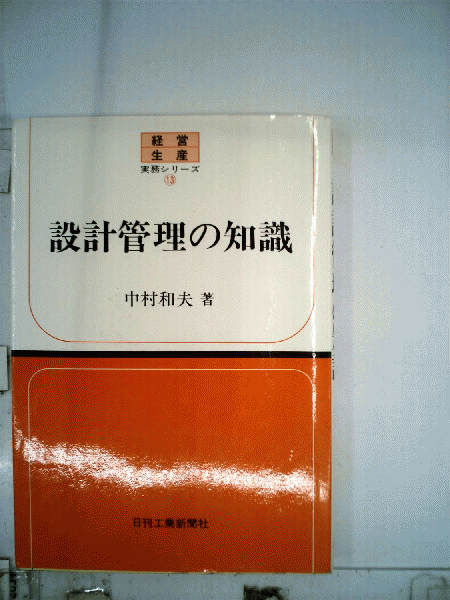 経営
生産
実務シリーズ
⑬
設計管理の知識
中村和夫 著
日刊工業新聞社